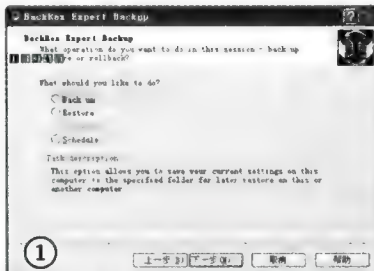 BackRex Expert Backup
BackRex Expert Backup
What operation do you want to do in this session - back up
re or rollback?
What should you like to do?
Back up
Restore
Schedule
Task description
This option allows you to save your current settings on this
computer to the specified folder for later restore on this or
another computer
① 上一步 下一步 取消 帮助